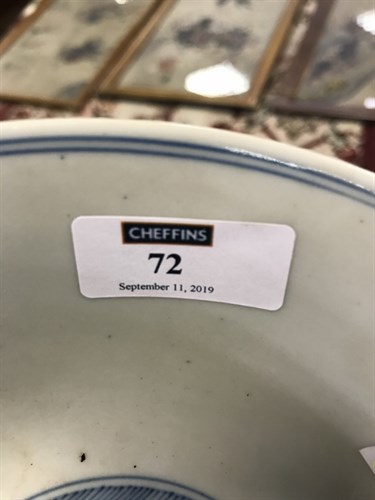 CHEFFINS
72
September 11, 2019